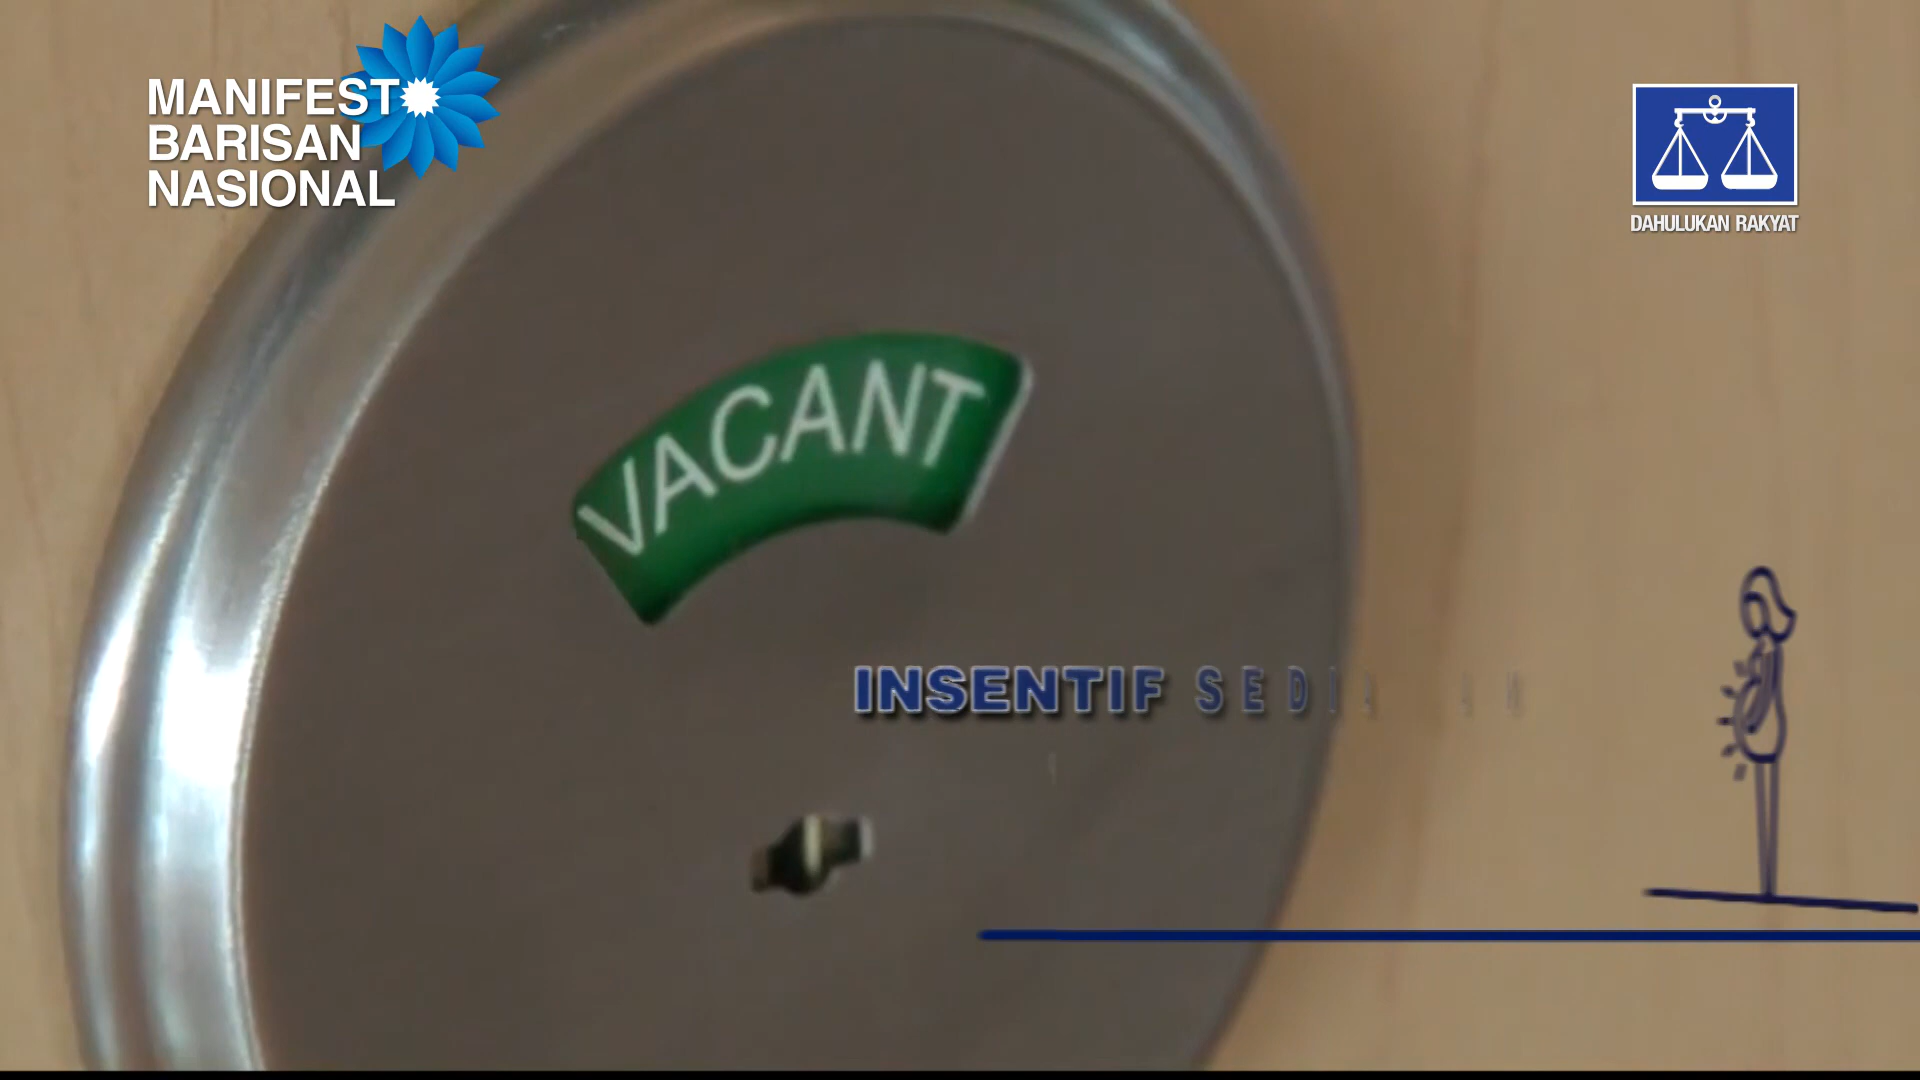 MANIFESTO
BARISAN
NASIONAL
DAHULUKAN RAKYAT
VACANT
INSENTIF